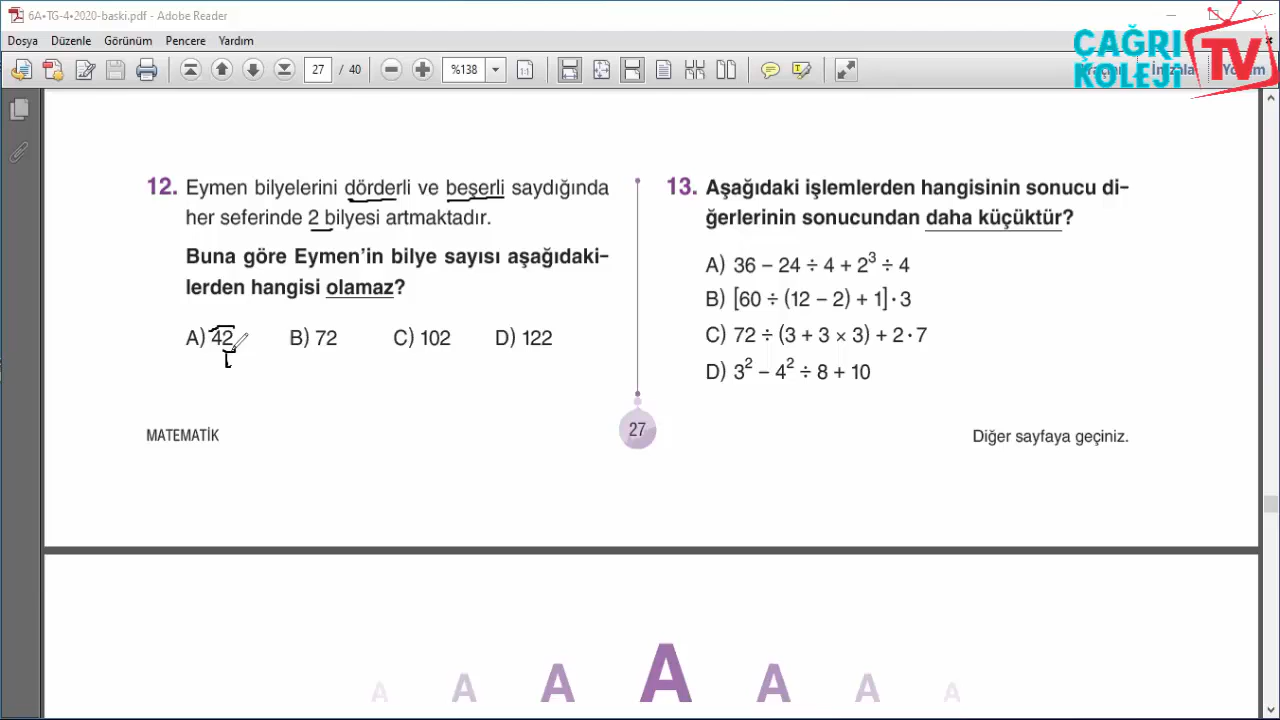 6A•TG-4•2020-baski.pdf - Adobe Reader
Dosya Düzenle Görünüm Pencere Yardım
27 / 40 %138
ÇAĞRI
KOLEJİ
TV
12. Eymen bilyelerini dörderli ve beşerli saydığında
her seferinde 2 bilyesi artmaktadır.
Buna göre Eymen'in bilye sayısı aşağıdaki-
lerden hangisi olamaz?
A) 42 B) 72 C) 102 D) 122
13. Aşağıdaki işlemlerden hangisinin sonucu di-
ğerlerinin sonucundan daha küçüktür?
A) 36 – 24 ÷ 4 + 2³ ÷ 4
B) [60 ÷ (12 – 2) + 1] · 3
C) 72 ÷ (3 + 3 × 3) + 2 · 7
D) 3² – 4² ÷ 8 + 10
MATEMATİK
27
Diğer sayfaya geçiniz.
A A A A A A A